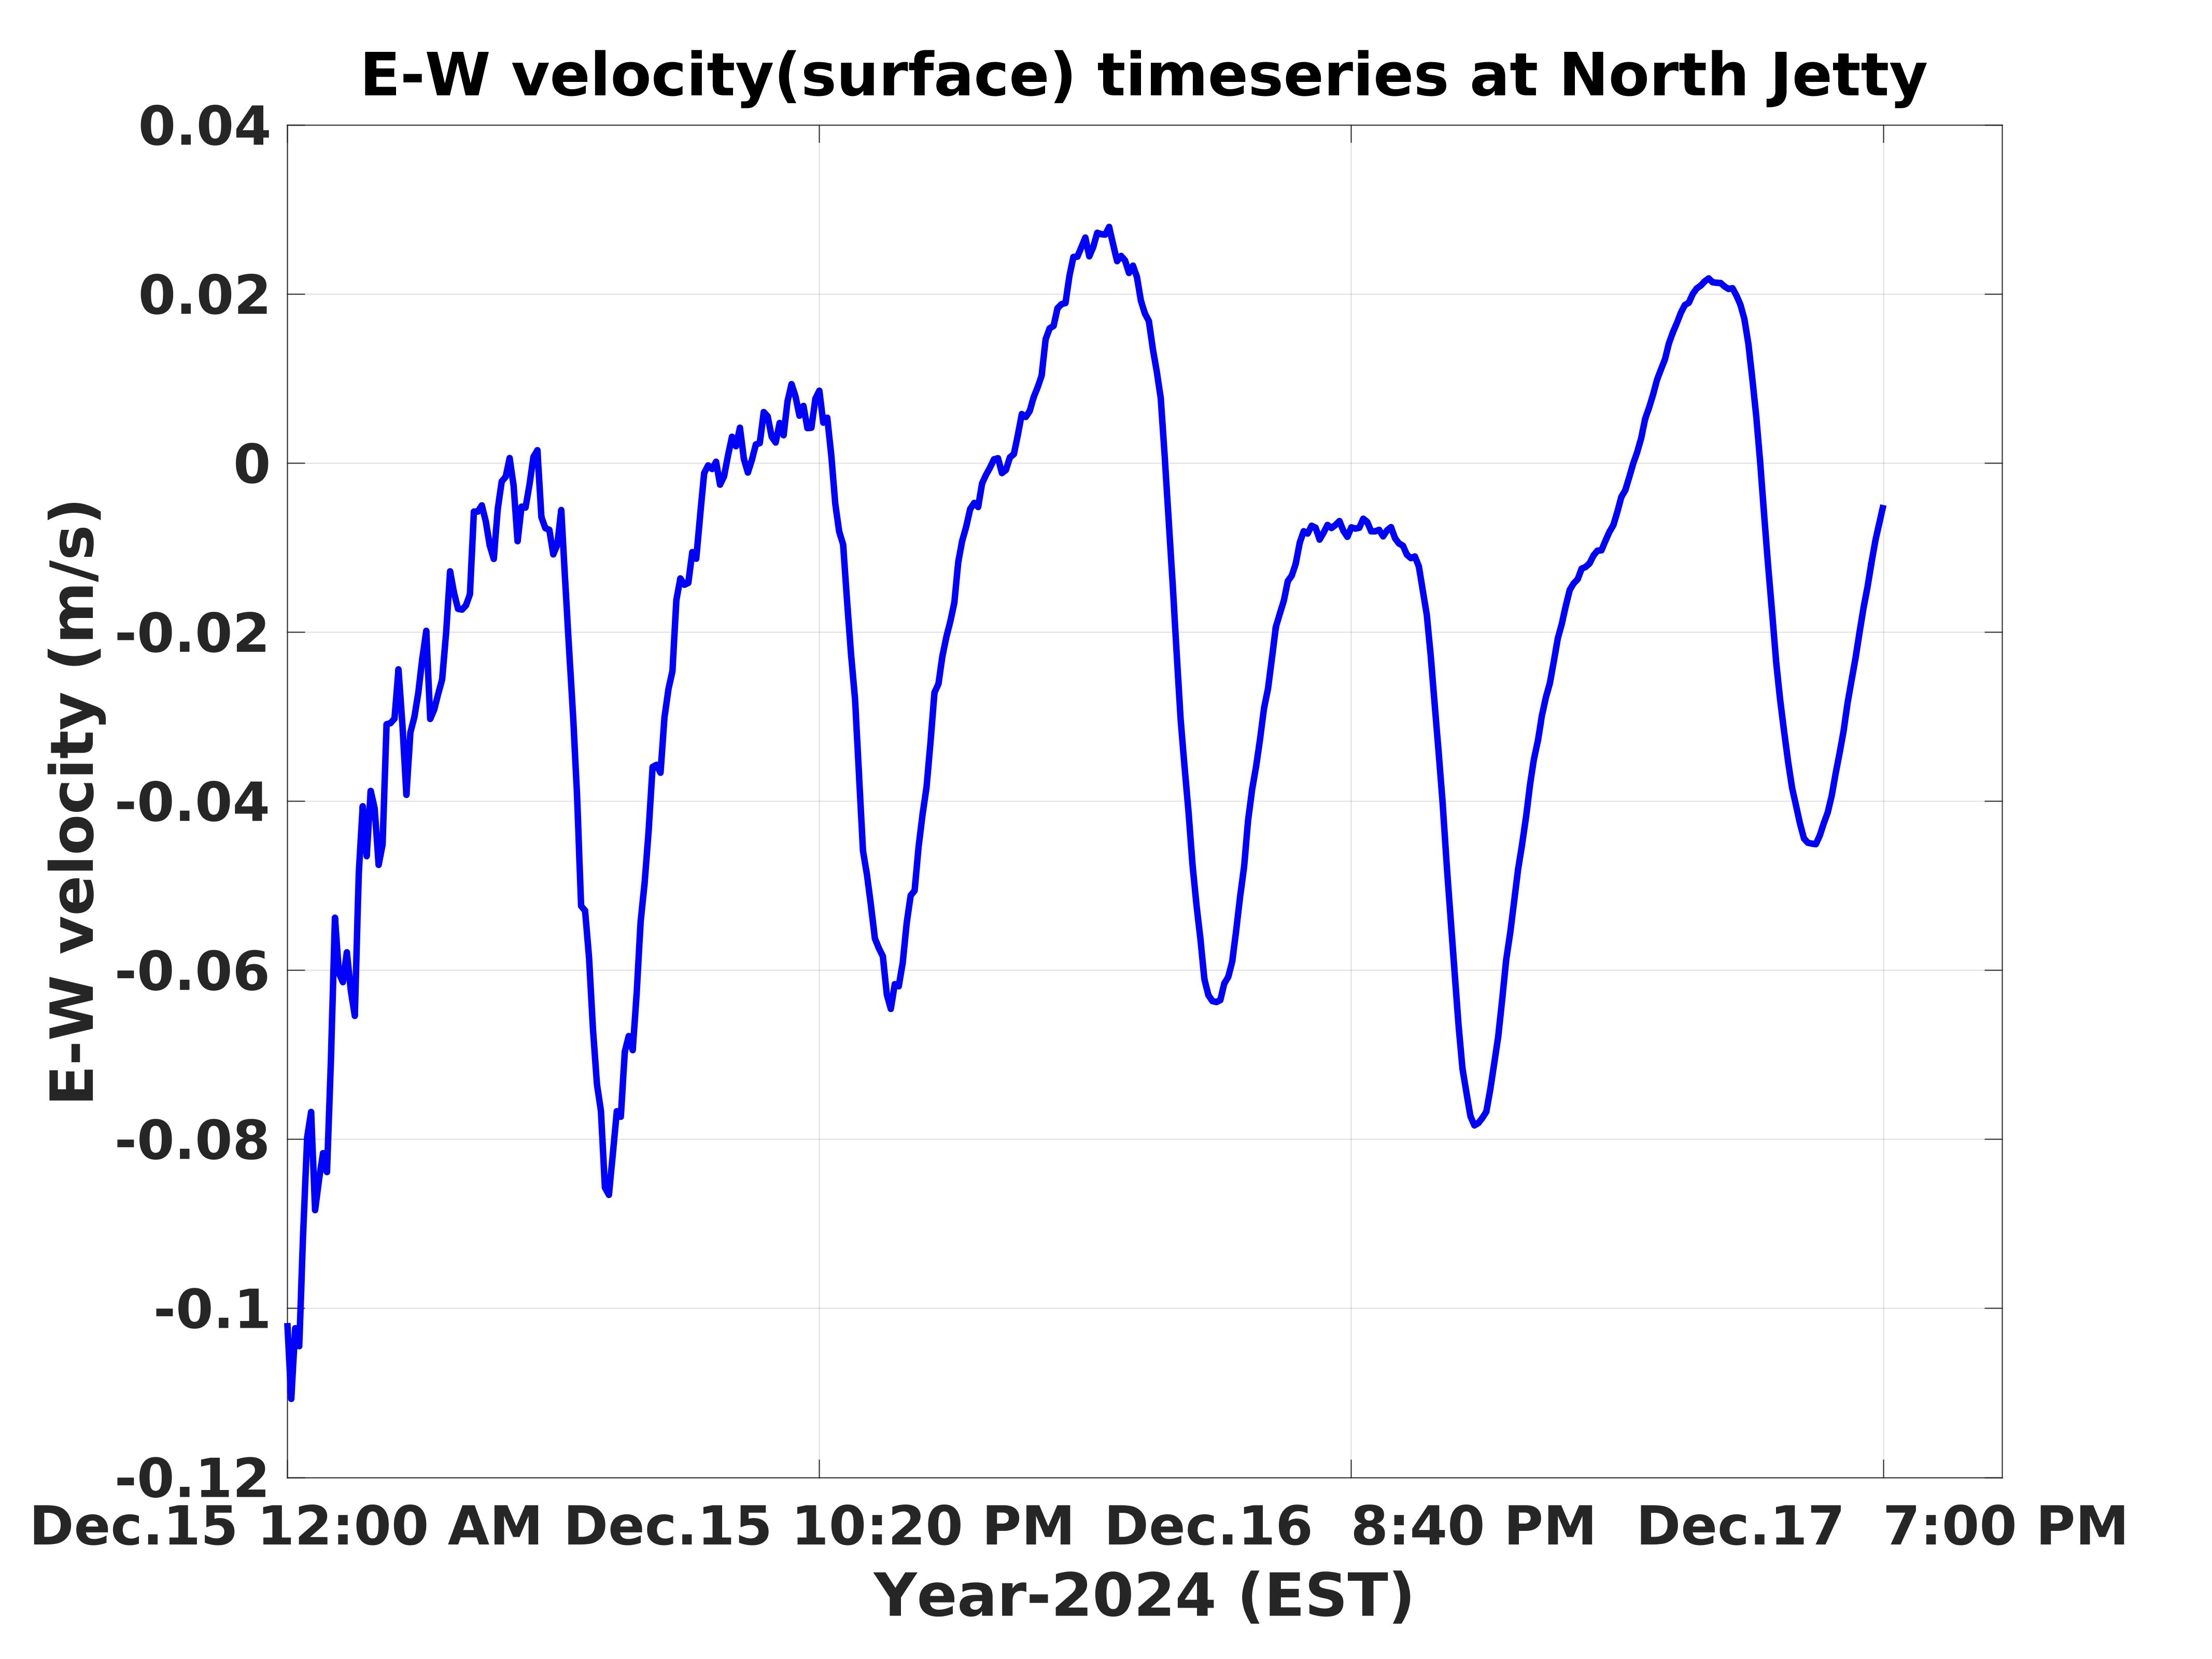 E-W velocity(surface) timeseries at North Jetty
0.04
0.02
0
-0.02
-0.04
-0.06
-0.08
-0.1
-0.12
E-W velocity (m/s)
Dec.15 12:00 AM Dec.15 10:20 PM Dec.16 8:40 PM Dec.17 7:00 PM
Year-2024 (EST)